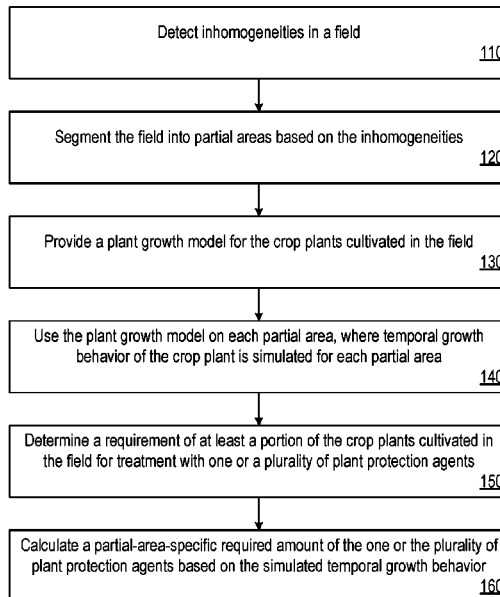 Detect inhomogeneities in a field
110
Segment the field into partial areas based on the inhomogeneities
120
Provide a plant growth model for the crop plants cultivated in the field
130
Use the plant growth model on each partial area, where temporal growth
behavior of the crop plant is simulated for each partial area
140
Determine a requirement of at least a portion of the crop plants cultivated in
the field for treatment with one or a plurality of plant protection agents
150
Calculate a partial-area-specific required amount of the one or the plurality of
plant protection agents based on the simulated temporal growth behavior
160